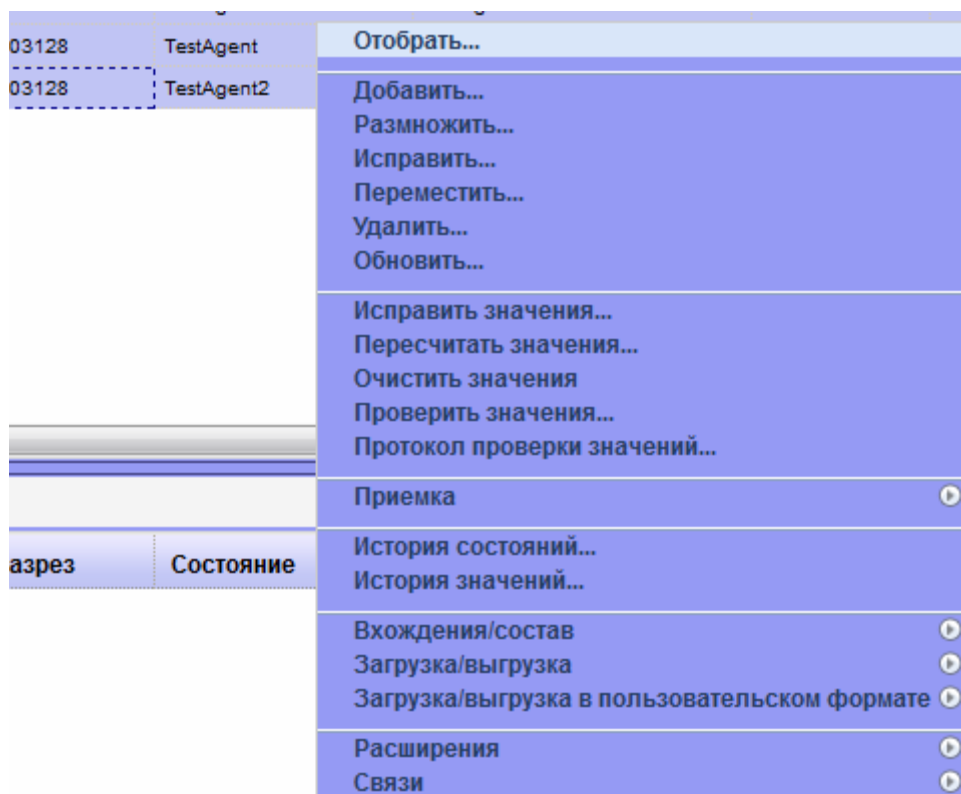 03128 TestAgent Отобрать...
03128 TestAgent2 Добавить...
Размножить...
Исправить...
Переместить...
Удалить...
Обновить...
Исправить значения...
Пересчитать значения...
Очистить значения
Проверить значения...
Протокол проверки значений...
Приемка
азрез Состояние
История состояний...
История значений...
Вхождения/состав
Загрузка/выгрузка
Загрузка/выгрузка в пользовательском формате
Расширения
Связи